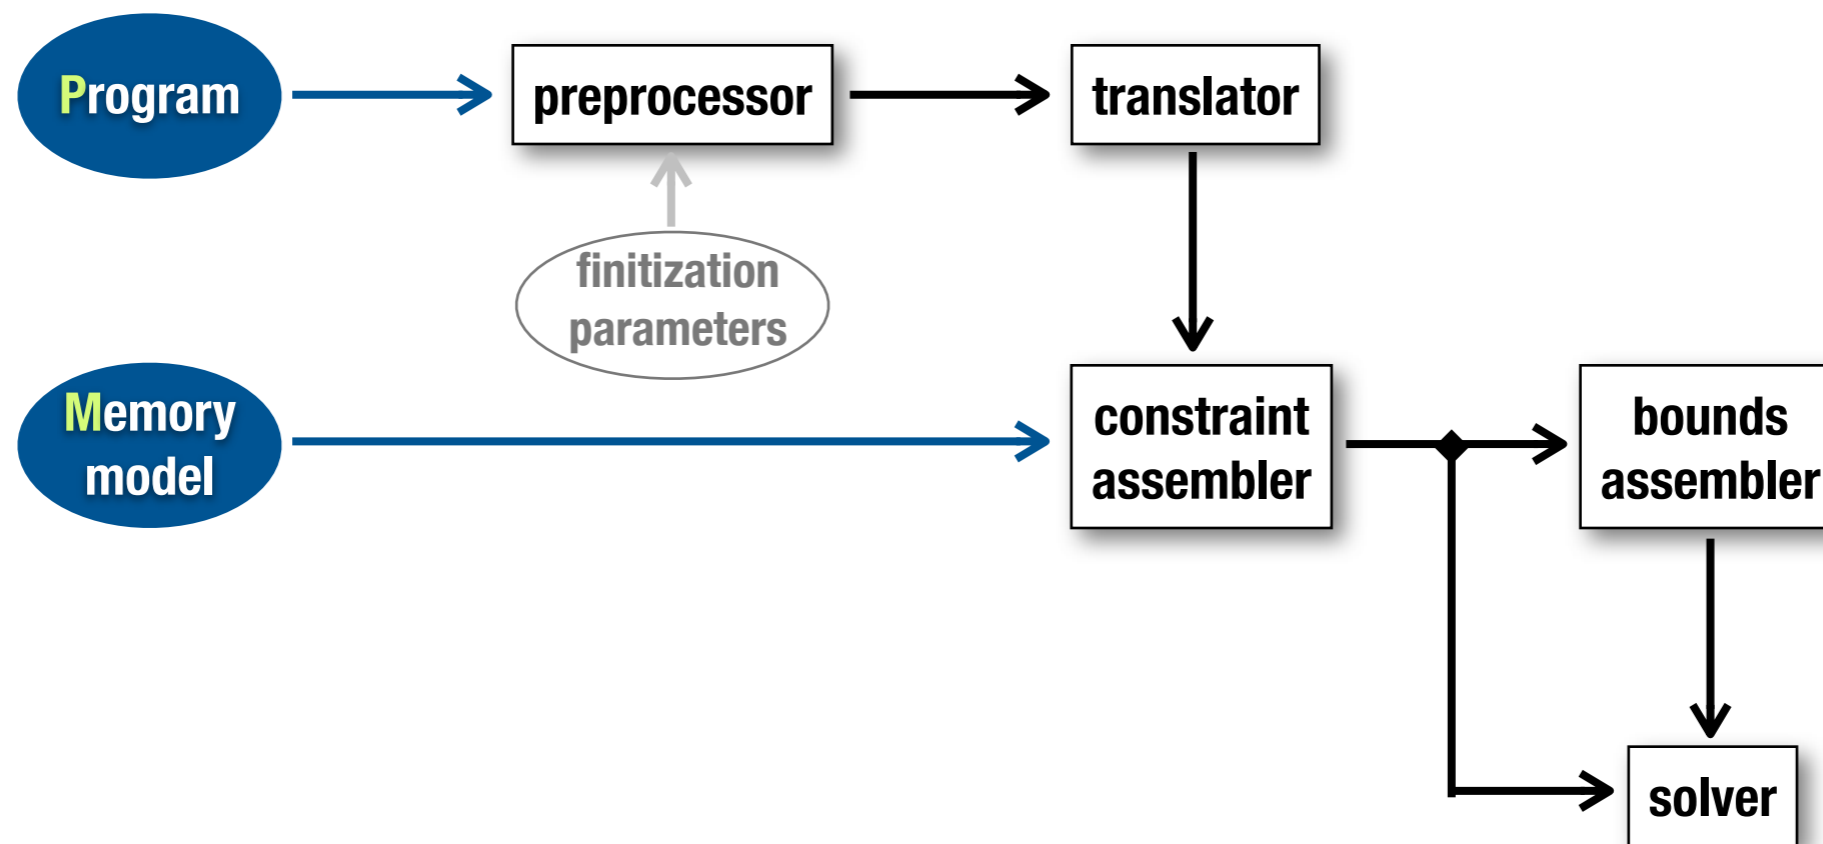 Program
preprocessor
translator
finitization
parameters
Memory
model
constraint
assembler
bounds
assembler
solver